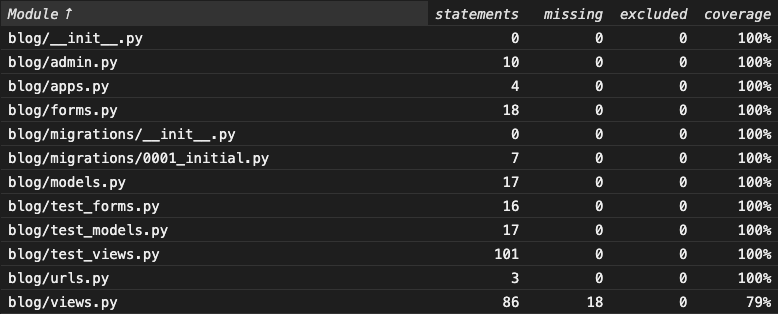 Module ↑ statements missing excluded coverage
blog/__init__.py 0 0 0 100%
blog/admin.py 10 0 0 100%
blog/apps.py 4 0 0 100%
blog/forms.py 18 0 0 100%
blog/migrations/__init__.py 0 0 0 100%
blog/migrations/0001_initial.py 7 0 0 100%
blog/models.py 17 0 0 100%
blog/test_forms.py 16 0 0 100%
blog/test_models.py 17 0 0 100%
blog/test_views.py 101 0 0 100%
blog/urls.py 3 0 0 100%
blog/views.py 86 18 0 79%